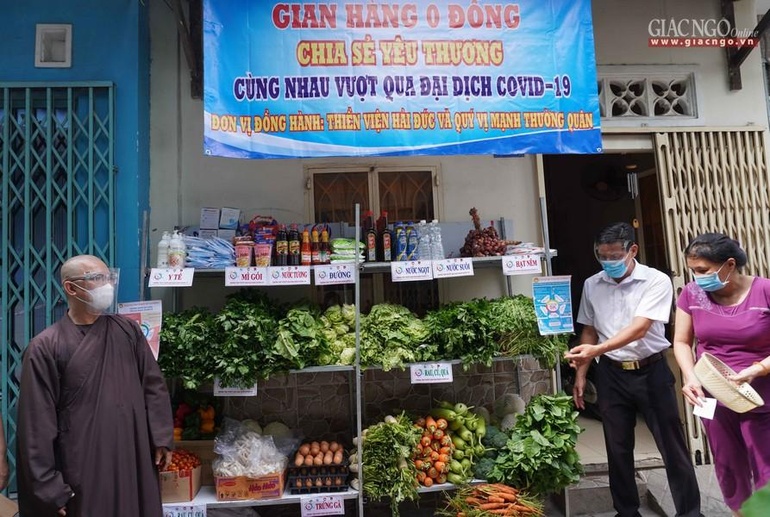 GIAN HÀNG 0 ĐỒNG
CHIA SẺ YÊU THƯƠNG
CÙNG NHAU VƯỢT QUA ĐẠI DỊCH COVID-19
ĐƠN VỊ ĐỒNG HÀNH: THIỀN VIỆN HẢI ĐỨC VÀ QUÝ VỊ MẠNH THƯỜNG QUÂN
GIACNGO Online
www.giacngo.vn
Y TẾ
MÌ GÓI
NƯỚC TƯƠNG
ĐƯỜNG
NƯỚC NGỌT
NƯỚC SUỐI
HẠT NÊM
RAU, CỦ, QUẢ
TRỨNG GÀ